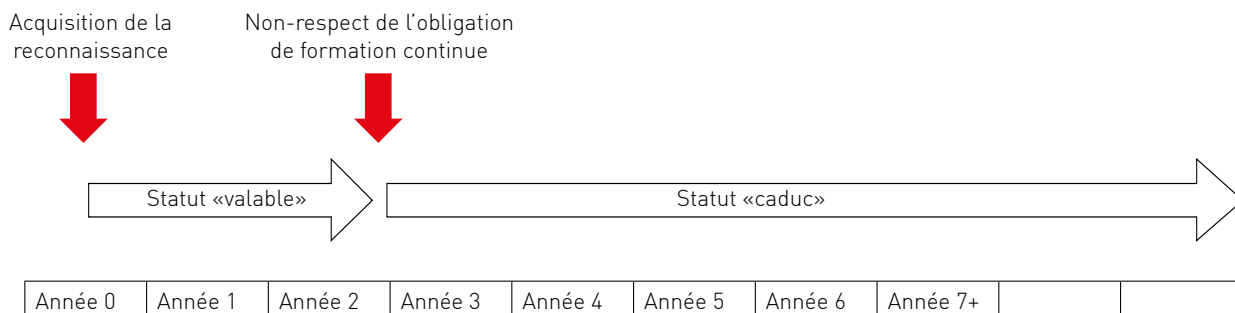 Acquisition de la
reconnaissance
Non-respect de l’obligation
de formation continue
Statut «valable»
Statut «caduc»
Année 0
Année 1
Année 2
Année 3
Année 4
Année 5
Année 6
Année 7+